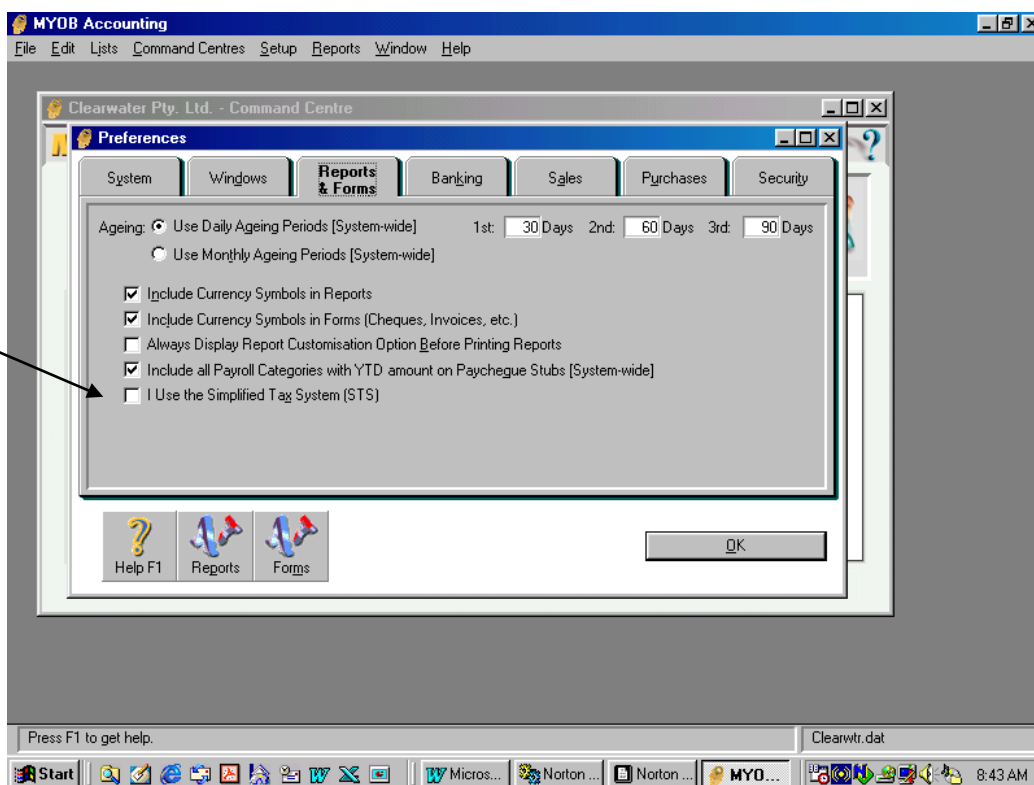 MYOB Accounting
File Edit Lists Command Centres Setup Reports Window Help
Clearwater Pty. Ltd. - Command Centre
Preferences
System Windows Reports & Forms Banking Sales Purchases Security
Ageing: Use Daily Ageing Periods [System-wide] 1st: 30 Days 2nd: 60 Days 3rd: 90 Days
Use Monthly Ageing Periods [System-wide]
Include Currency Symbols in Reports
Include Currency Symbols in Forms (Cheques, Invoices, etc.)
Always Display Report Customisation Option Before Printing Reports
Include all Payroll Categories with YTD amount on Paycheque Stubs [System-wide]
I Use the Simplified Tax System (STS)
Help F1 Reports Forms
OK
Press F1 to get help. Clearwtr.dat
Start Micros... Norton ... Norton ... MYO... 8:43 AM